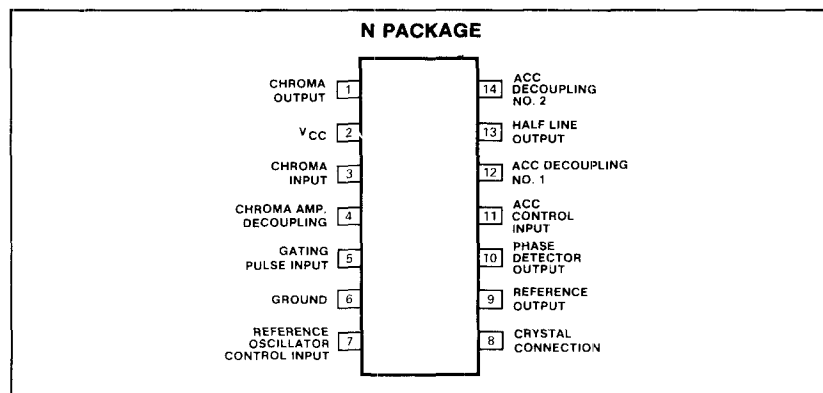 N PACKAGE
CHROMA
OUTPUT
1
VCC
2
CHROMA
INPUT
3
CHROMA AMP.
DECOUPLING
4
GATING
PULSE INPUT
5
GROUND
6
REFERENCE
OSCILLATOR
CONTROL INPUT
7
14
ACC
DECOUPLING
NO. 2
13
HALF LINE
OUTPUT
12
ACC DECOUPLING
NO. 1
11
ACC
CONTROL
INPUT
10
PHASE
DETECTOR
OUTPUT
9
REFERENCE
OUTPUT
8
CRYSTAL
CONNECTION